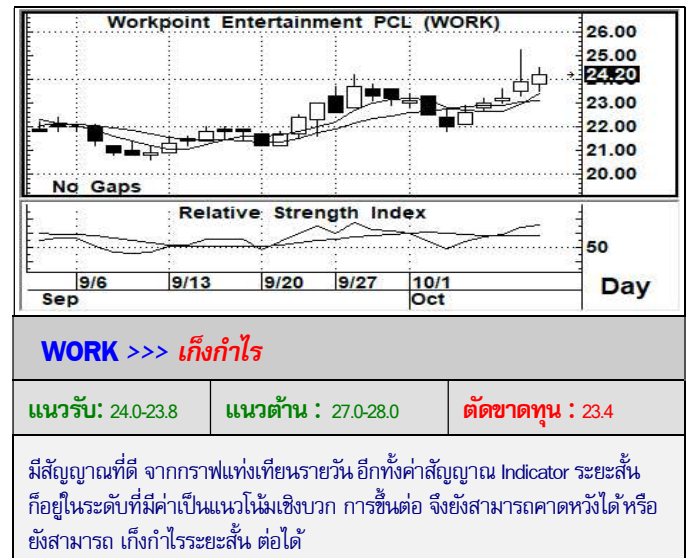 Workpoint Entertainment PCL (WORK)
26.00
25.00
24.20
23.00
22.00
21.00
20.00
No Gaps
Relative Strength Index
50
9/6 9/13 9/20 9/27 10/1
Sep Oct
Day
WORK >>> เก็งกำไร
แนวรับ: 24.0-23.8 แนวต้าน : 27.0-28.0 ตัดขาดทุน : 23.4
มีสัญญาณที่ดี จากกราฟแท่งเทียนรายวัน อีกทั้งค่าสัญญาณ Indicator ระยะสั้น
ก็อยู่ในระดับที่มีค่าเป็นแนวโน้มเชิงบวก การขึ้นต่อ จึงยังสามารถคาดหวังได้ หรือ
ยังสามารถ เก็งกำไรระยะสั้น ต่อได้